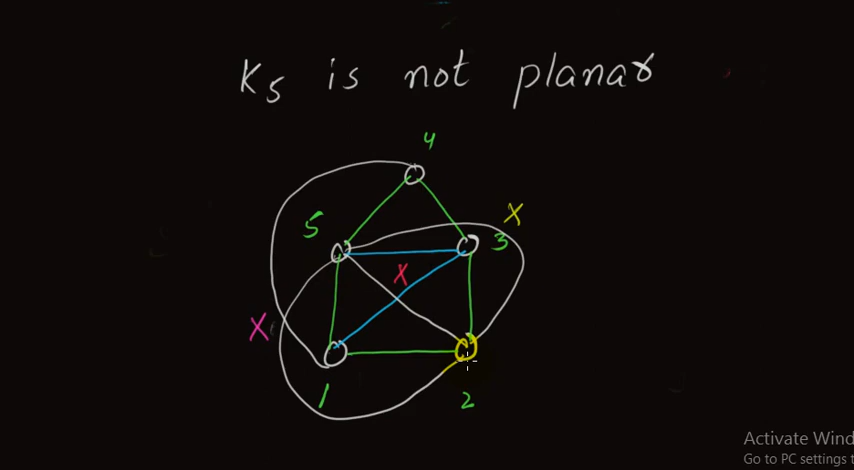 K5 is not planar
4
X
5
3
X
X
1
2
Activate Wind
Go to PC settings t